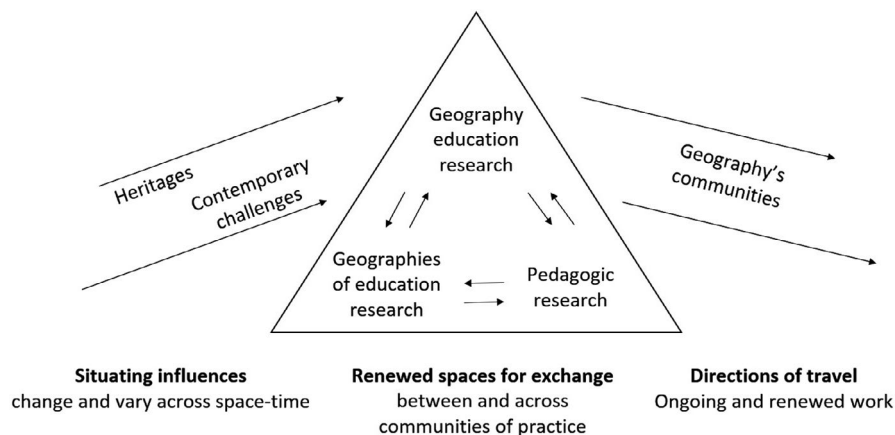 Geography
education
research
Heritages
Contemporary
challenges
Geography's
communities
Geographies
of education
research
Pedagogic
research
Situating influences
change and vary across space-time
Renewed spaces for exchange
between and across
communities of practice
Directions of travel
Ongoing and renewed work